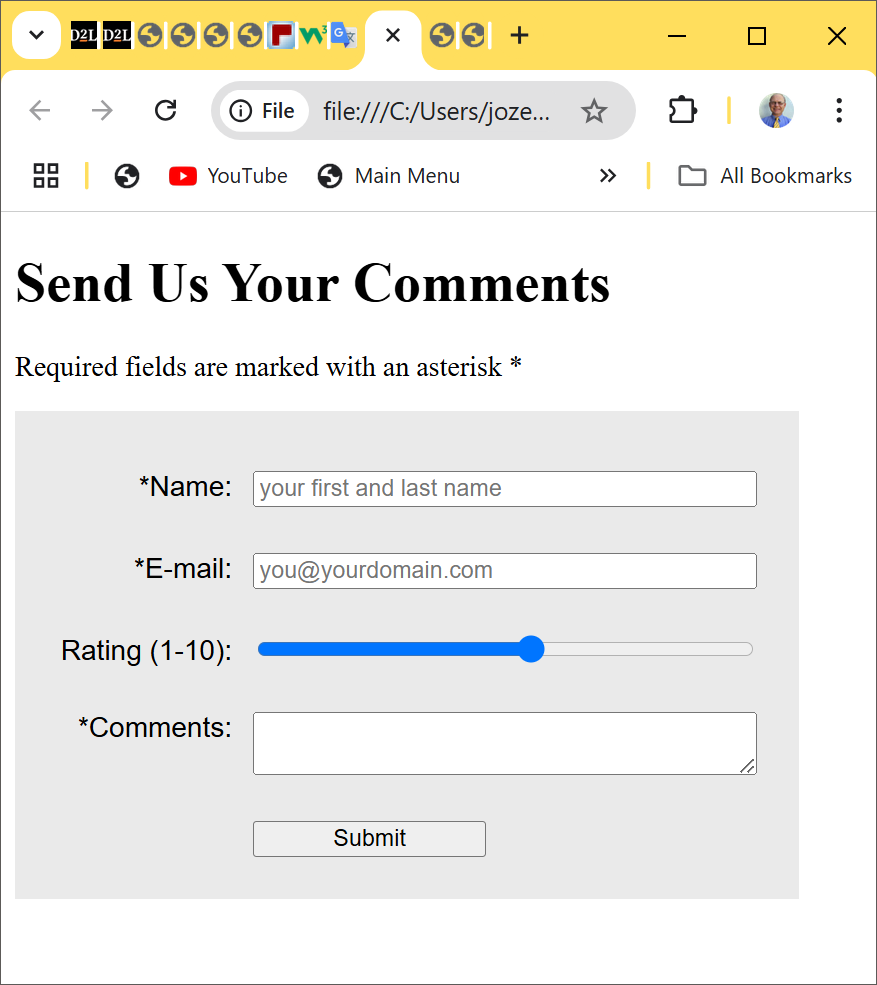 D2L D2L W3 G
File file:///C:/Users/joze...
YouTube Main Menu All Bookmarks
Send Us Your Comments
Required fields are marked with an asterisk *
*Name: your first and last name
*E-mail: you@yourdomain.com
Rating (1-10):
*Comments:
Submit